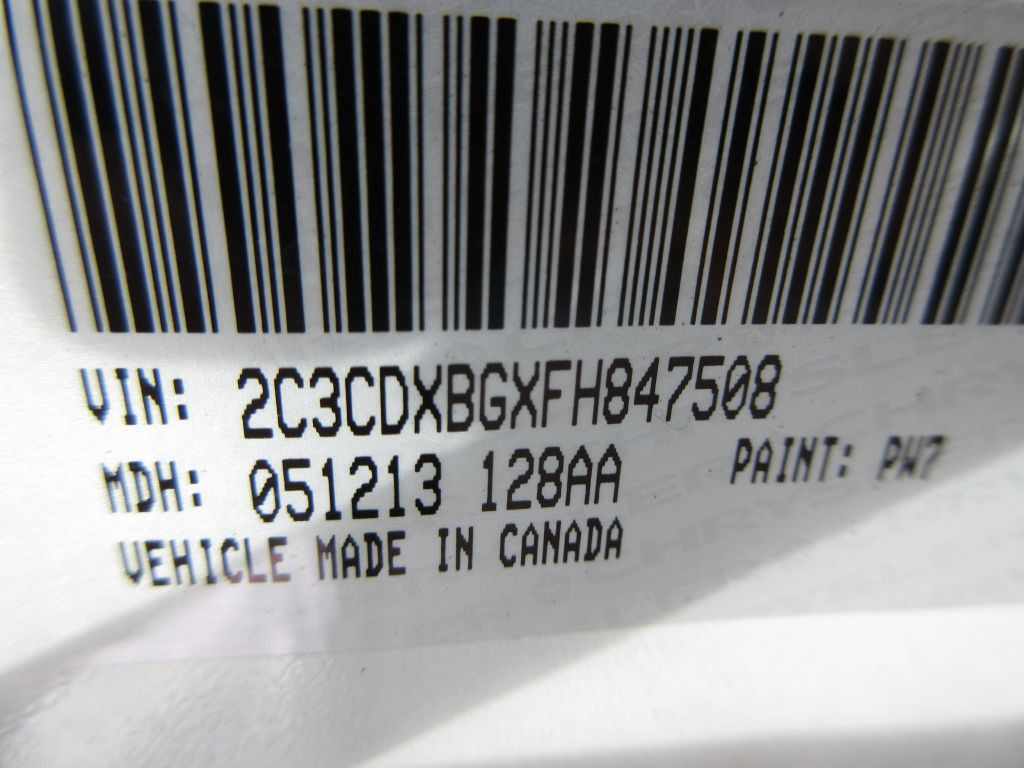 VIN: 2C3CDXBGXFH847508
MDH: 051213 128AA PAINT: PW7
VEHICLE MADE IN CANADA